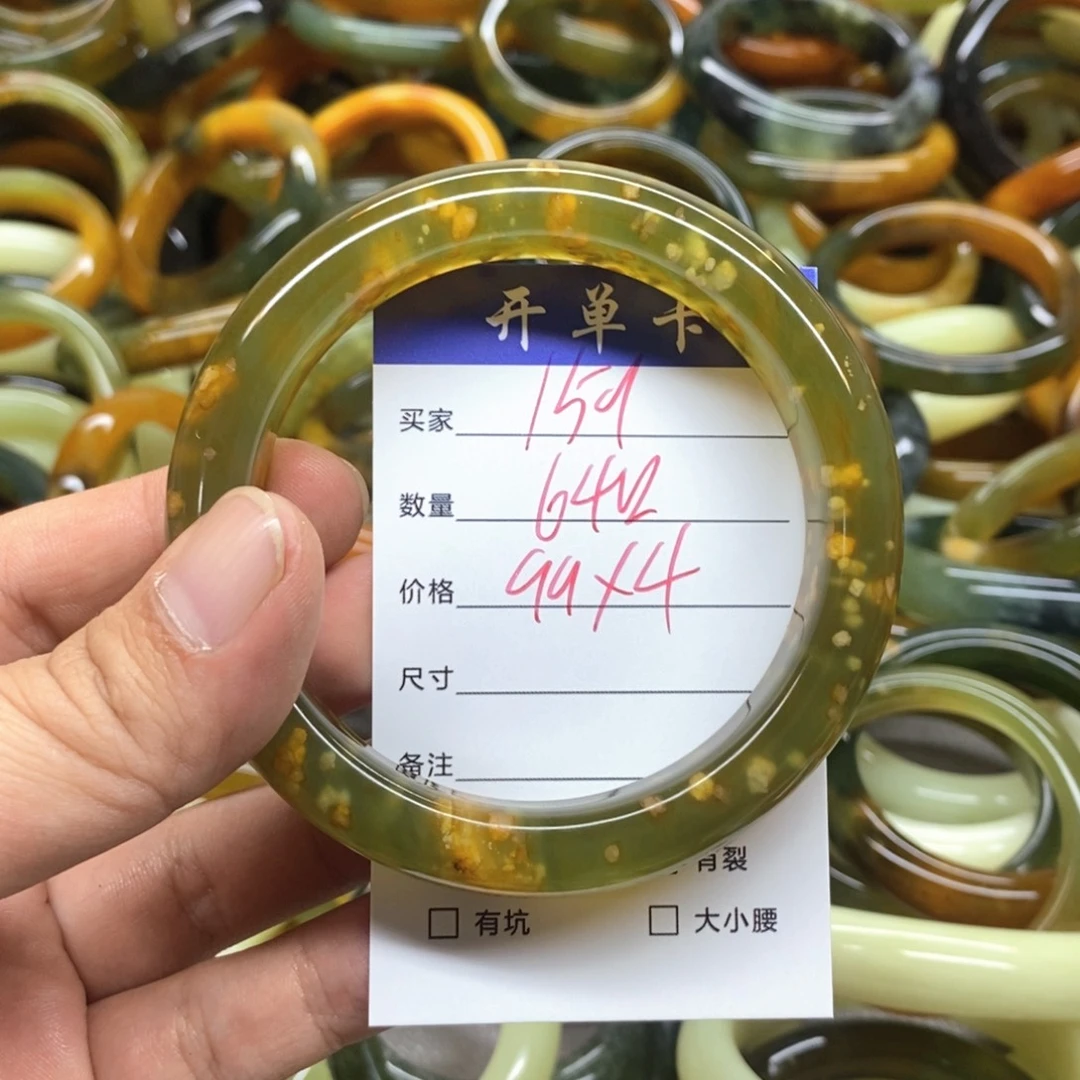 开单卡
买家 159
数量 642
价格 99x4
尺寸
备注
有裂
有坑 大小腰